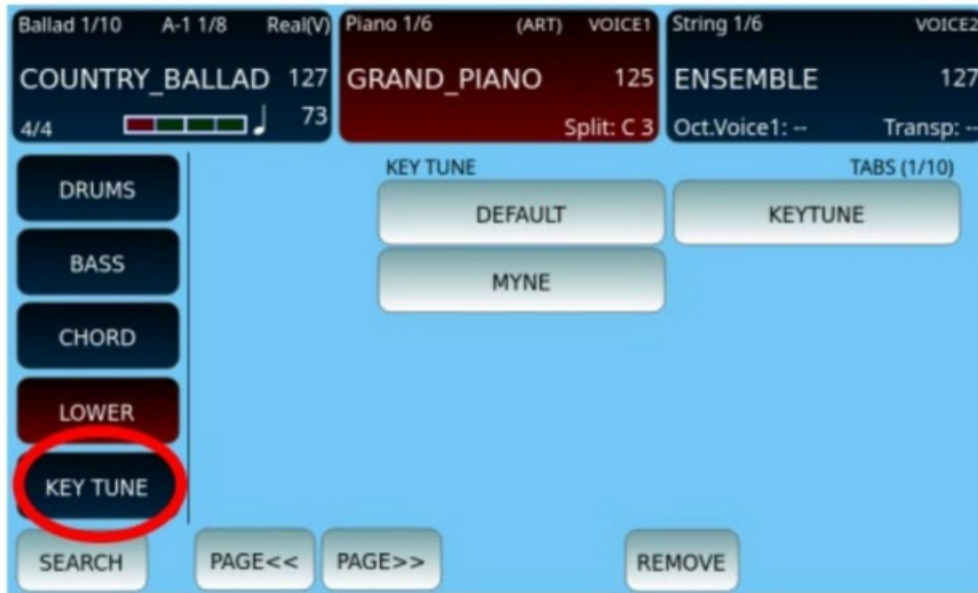 Ballad 1/10 A-1 1/8 Real(V)
COUNTRY_BALLAD 127
4/4 73
Piano 1/6 (ART) VOICE1
GRAND_PIANO 125
Split: C 3
String 1/6 VOICE2
ENSEMBLE 127
Oct.Voice1: -- Transp: --
DRUMS
BASS
CHORD
LOWER
KEY TUNE
KEY TUNE TABS (1/10)
DEFAULT KEYTUNE
MYNE
SEARCH PAGE<< PAGE>> REMOVE